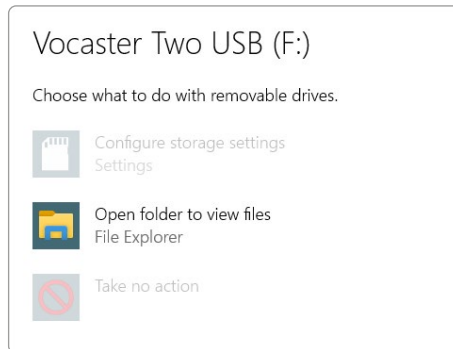 Vocaster Two USB (F:)
Choose what to do with removable drives.
Configure storage settings
Settings
Open folder to view files
File Explorer
Take no action